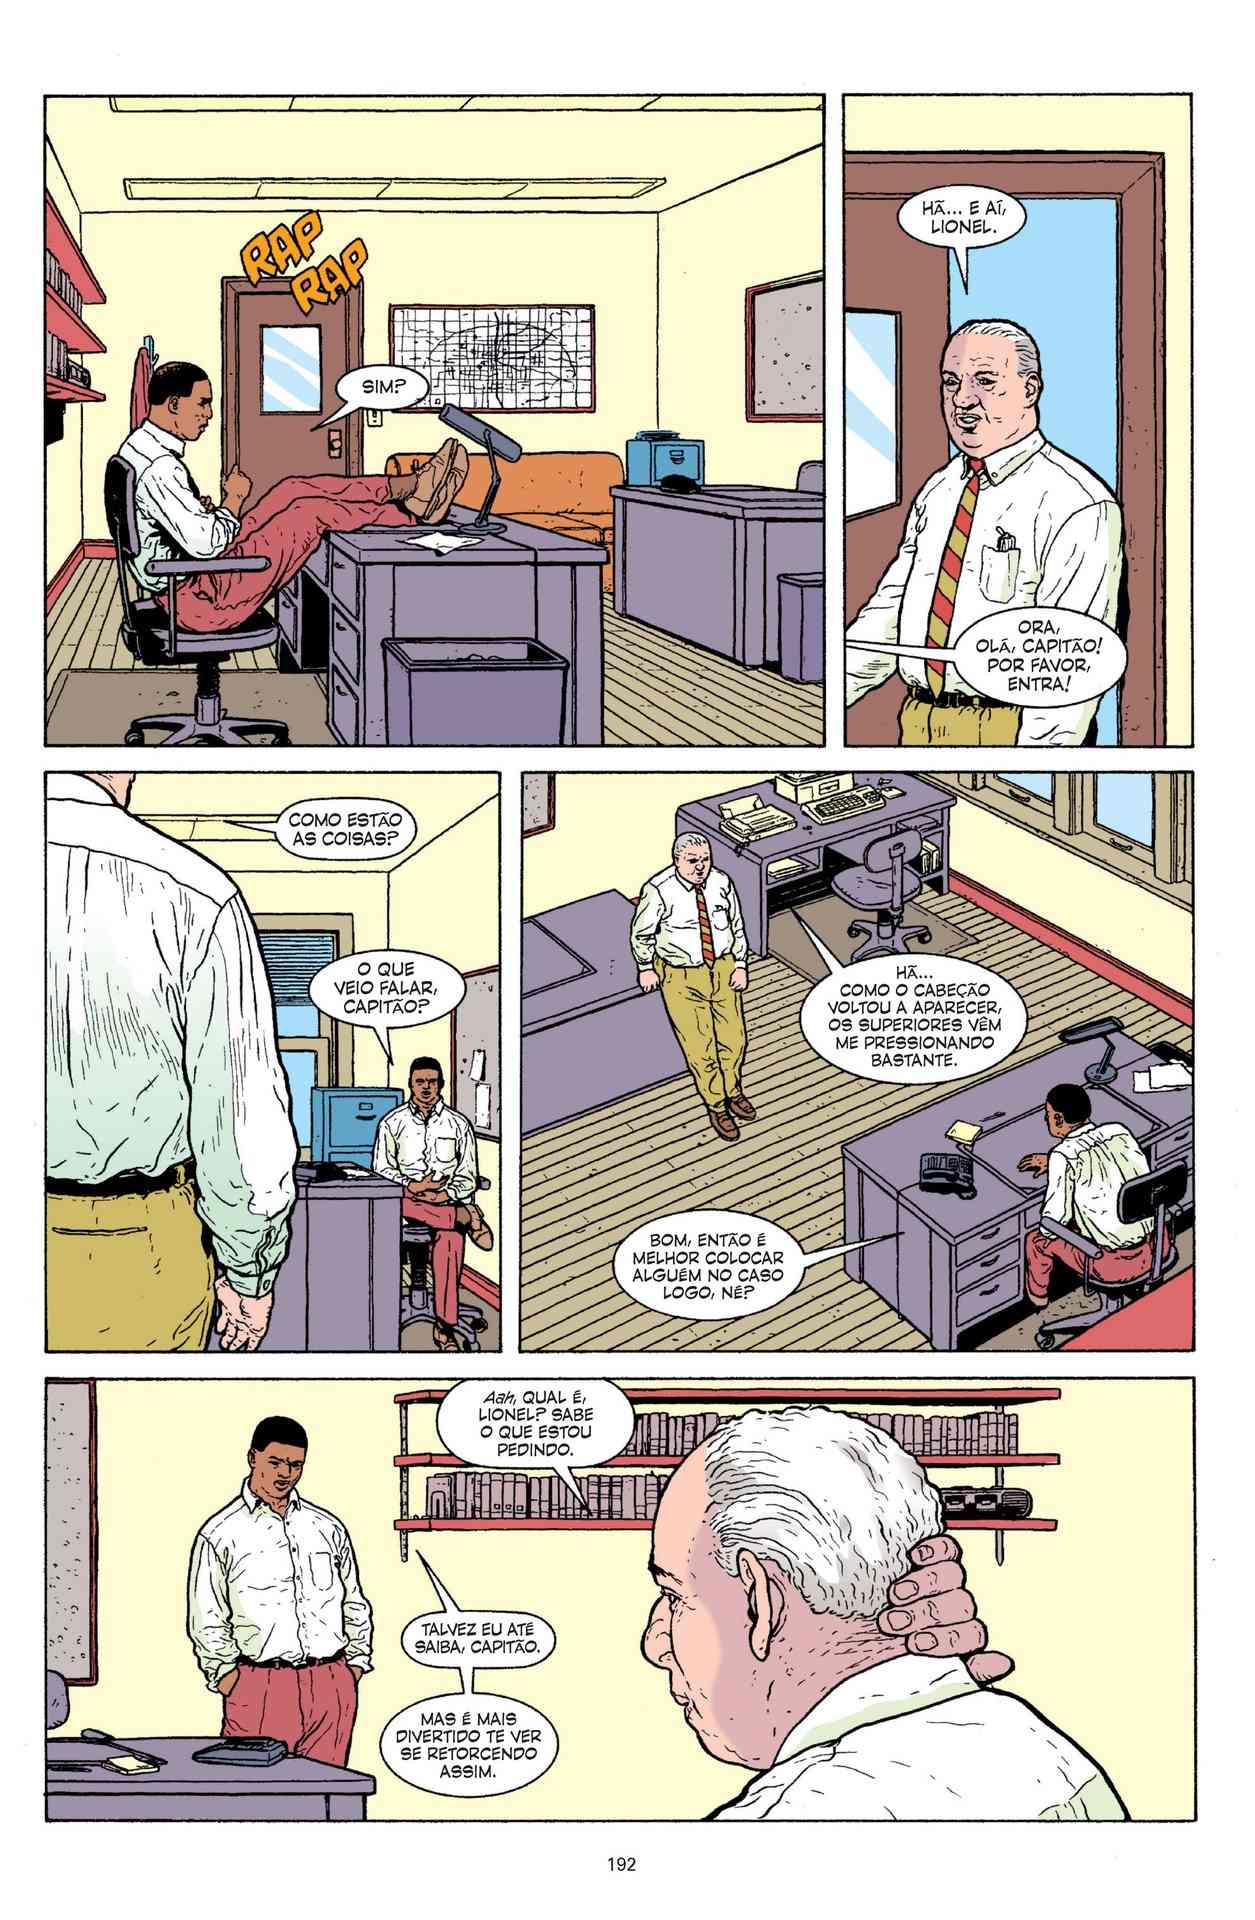 RAP
RAP
SIM?
HÃ... E AÍ,
LIONEL.
ORA,
OLÁ, CAPITÃO!
POR FAVOR,
ENTRA!
COMO ESTÃO
AS COISAS?
O QUE
VEIO FALAR,
CAPITÃO?
HÃ...
COMO O CABEÇÃO
VOLTOU A APARECER,
OS SUPERIORES VÊM
ME PRESSIONANDO
BASTANTE.
BOM, ENTÃO É
MELHOR COLOCAR
ALGUÉM NO CASO
LOGO, NÉ?
Aah, QUAL É,
LIONEL? SABE
O QUE ESTOU
PEDINDO.
TALVEZ EU ATÉ
SAIBA, CAPITÃO.
MAS É MAIS
DIVERTIDO TE VER
SE RETORCENDO
ASSIM.
192